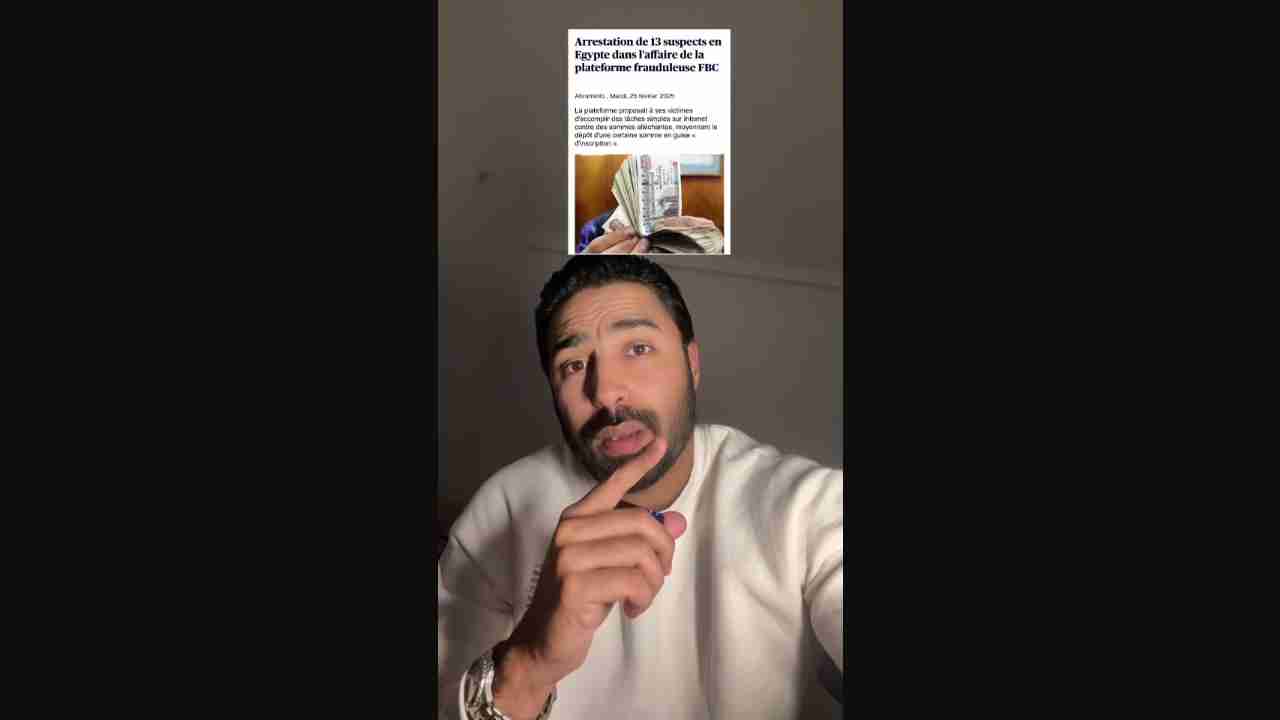 Arrestation de 13 suspects en
Egypte dans l'affaire de la
plateforme frauduleuse FBC
Mardi, 25 février 2025
La plateforme proposait à ses victimes
d'accomplir des tâches simples sur internet
contre des sommes alléchantes, moyennant le
dépôt d'une certaine somme en guise «
d'inscription ».